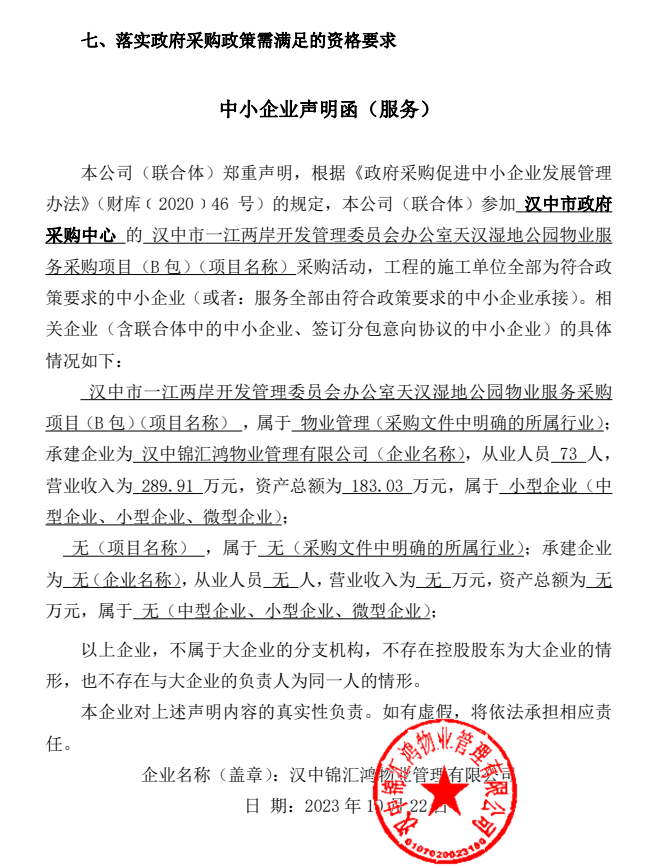 七、落实政府采购政策需满足的资格要求
中小企业声明函（服务）
本公司（联合体）郑重声明，根据《政府采购促进中小企业发展管理
办法》（财库﹝2020﹞46 号）的规定，本公司（联合体）参加 汉中市政府
采购中心 的 汉中市一江两岸开发管理委员会办公室天汉湿地公园物业服
务采购项目（B 包）（项目名称）采购活动，工程的施工单位全部为符合政
策要求的中小企业（或者：服务全部由符合政策要求的中小企业承接）。相
关企业（含联合体中的中小企业、签订分包意向协议的中小企业）的具体
情况如下：
汉中市一江两岸开发管理委员会办公室天汉湿地公园物业服务采购
项目（B 包）（项目名称） ，属于 物业管理（采购文件中明确的所属行业）；
承建企业为 汉中锦汇鸿物业管理有限公司（企业名称），从业人员 73 人，
营业收入为 289.91 万元，资产总额为 183.03 万元，属于 小型企业（中
型企业、小型企业、微型企业）；
无（项目名称） ，属于 无（采购文件中明确的所属行业）；承建企业
为 无（企业名称），从业人员 无 人，营业收入为 无 万元，资产总额为 无
万元，属于 无（中型企业、小型企业、微型企业）；
以上企业，不属于大企业的分支机构，不存在控股股东为大企业的情
形，也不存在与大企业的负责人为同一人的情形。
本企业对上述声明内容的真实性负责。如有虚假，将依法承担相应责
任。
企业名称（盖章）：汉中锦汇鸿物业管理有限公司
日 期：2023 年 10 月 22 日
汉中锦汇鸿物业管理有限公司